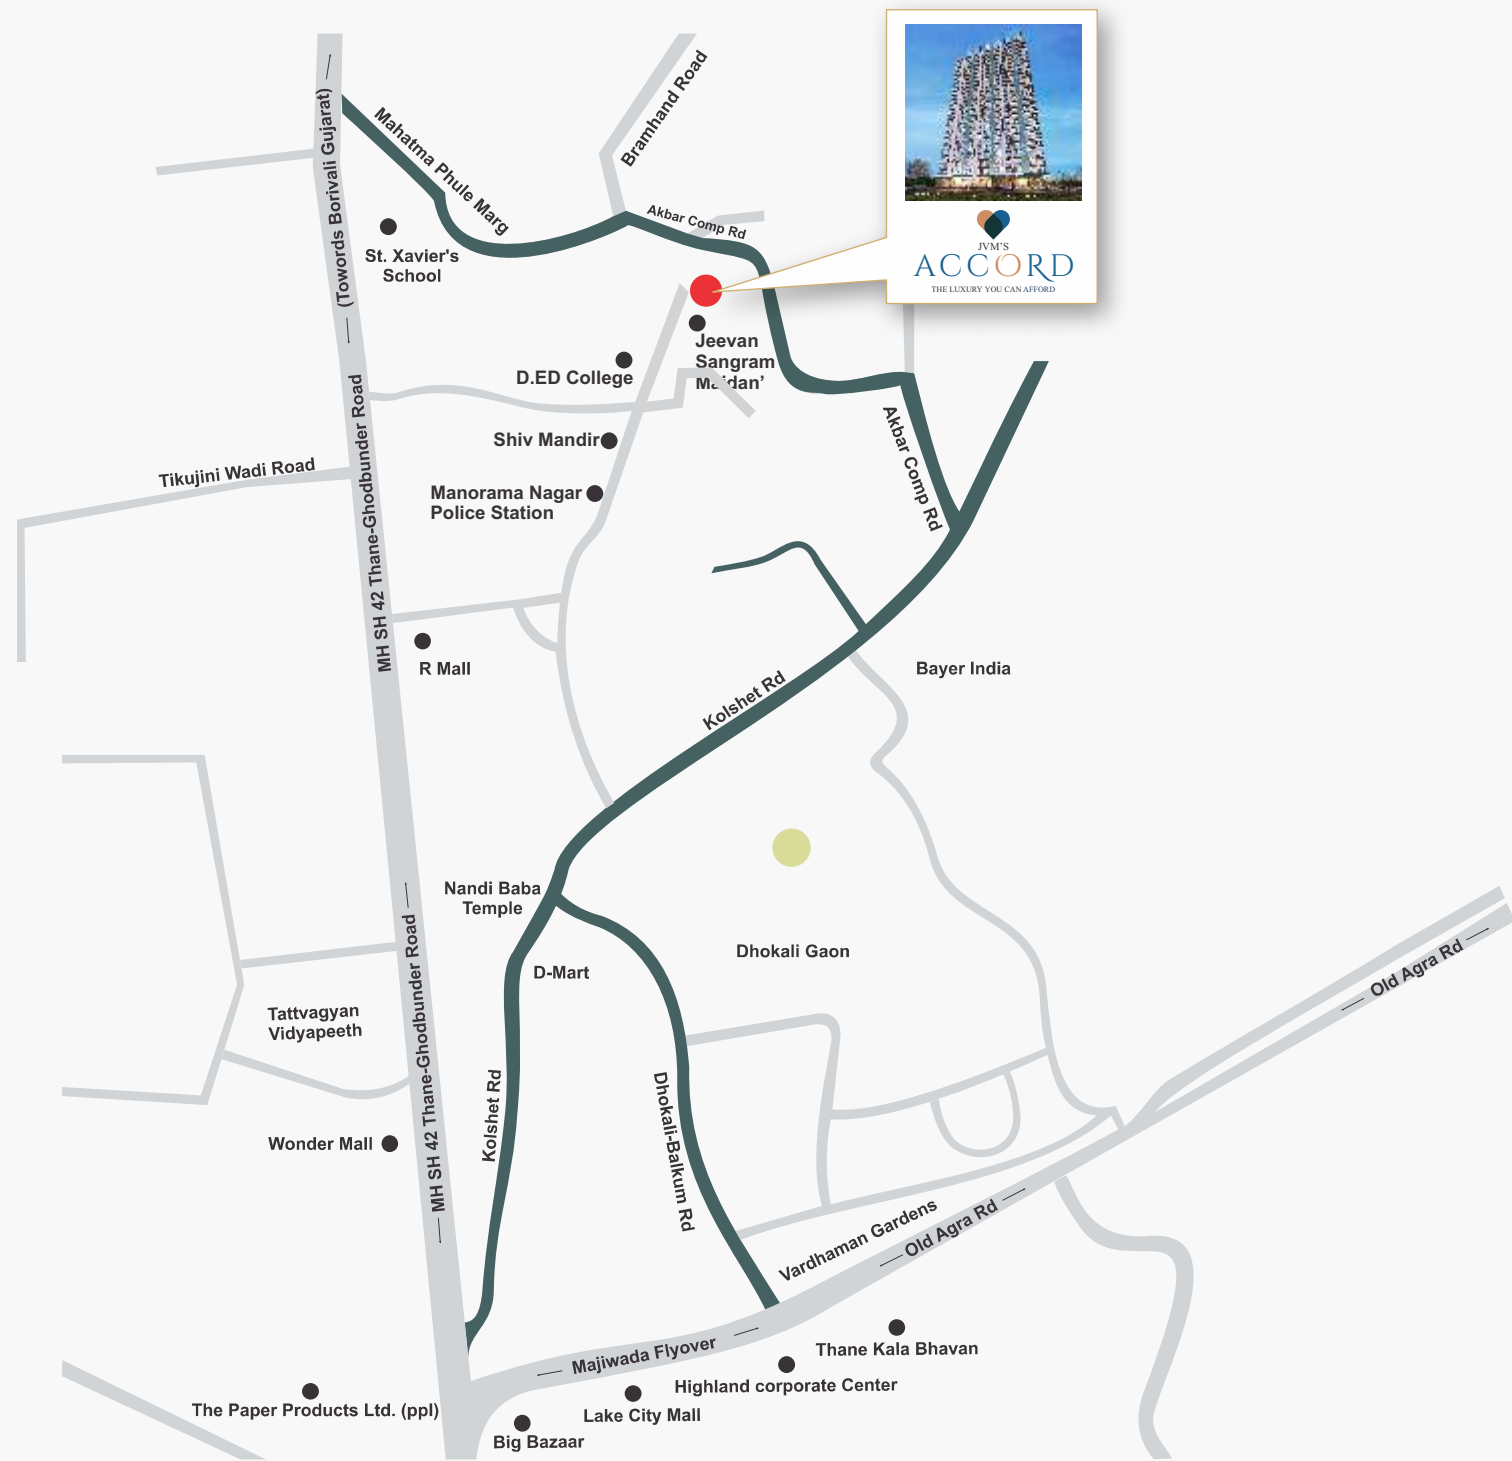 (Towords Borivali Gujarat)
Mahatma Phule Marg
Bramhand Road
Akbar Comp Rd
JVM'S
ACCORD
THE LUXURY YOU CAN AFFORD
St. Xavier's
School
Jeevan
Sangram
Maidan’
D.ED College
MH SH 42 Thane-Ghodbunder Road
Shiv Mandir
Akbar Comp Rd
Tikujini Wadi Road
Manorama Nagar
Police Station
R Mall
Bayer India
Kolshet Rd
Nandi Baba
Temple
D-Mart
Dhokali Gaon
Old Agra Rd
Tattvagyan
Vidyapeeth
MH SH 42 Thane-Ghodbunder Road
Kolshet Rd
Dhokali-Balkum Rd
Wonder Mall
Vardhaman Gardens
Old Agra Rd
Majiwada Flyover
Thane Kala Bhavan
Highland corporate Center
The Paper Products Ltd. (ppl)
Lake City Mall
Big Bazaar